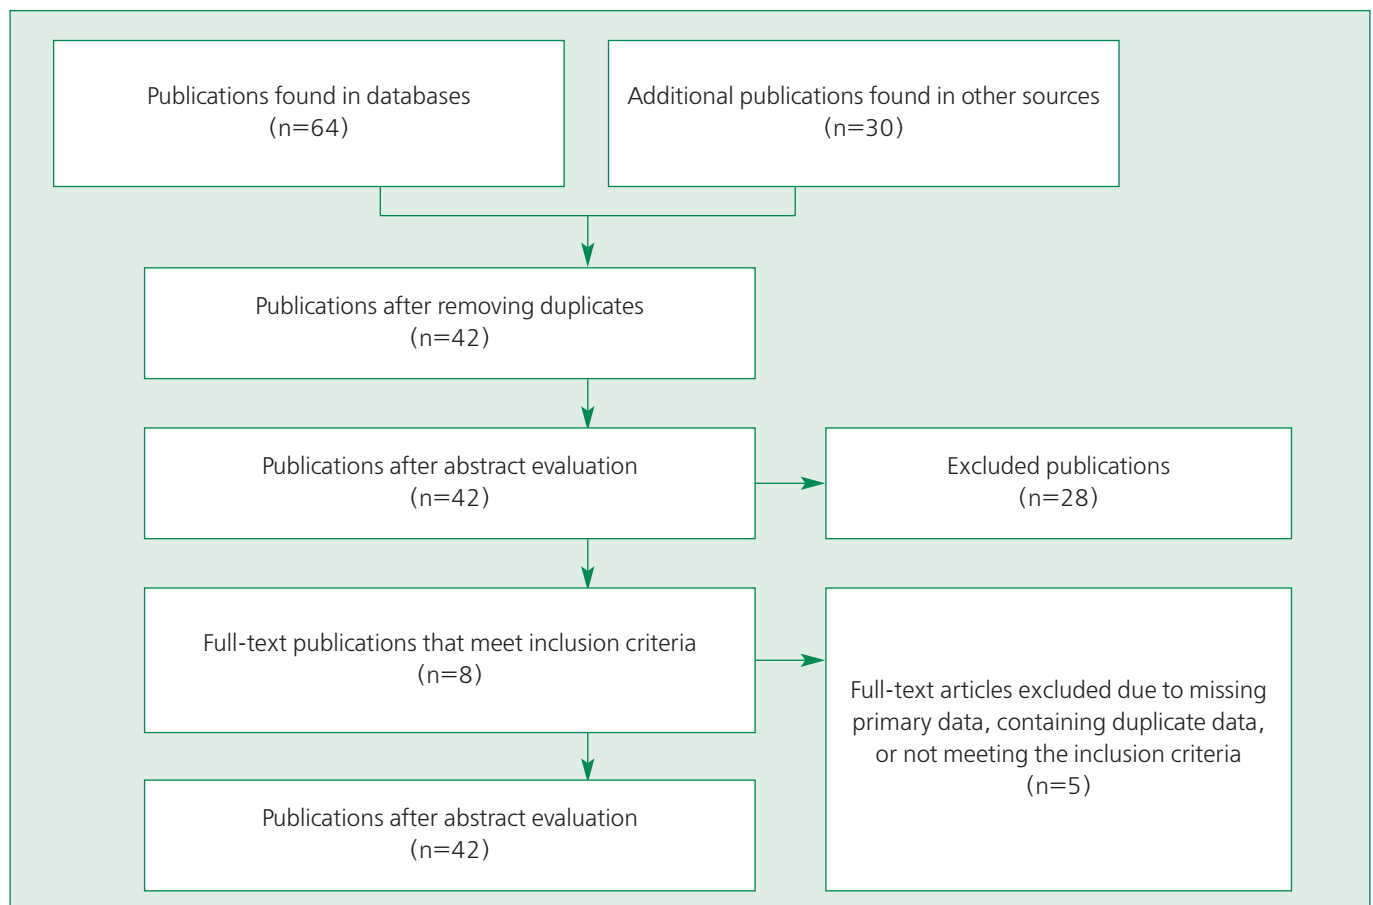 Publications found in databases
(n=64)
Additional publications found in other sources
(n=30)
Publications after removing duplicates
(n=42)
Publications after abstract evaluation
(n=42)
Excluded publications
(n=28)
Full-text publications that meet inclusion criteria
(n=8)
Full-text articles excluded due to missing
primary data, containing duplicate data,
or not meeting the inclusion criteria
(n=5)
Publications after abstract evaluation
(n=42)